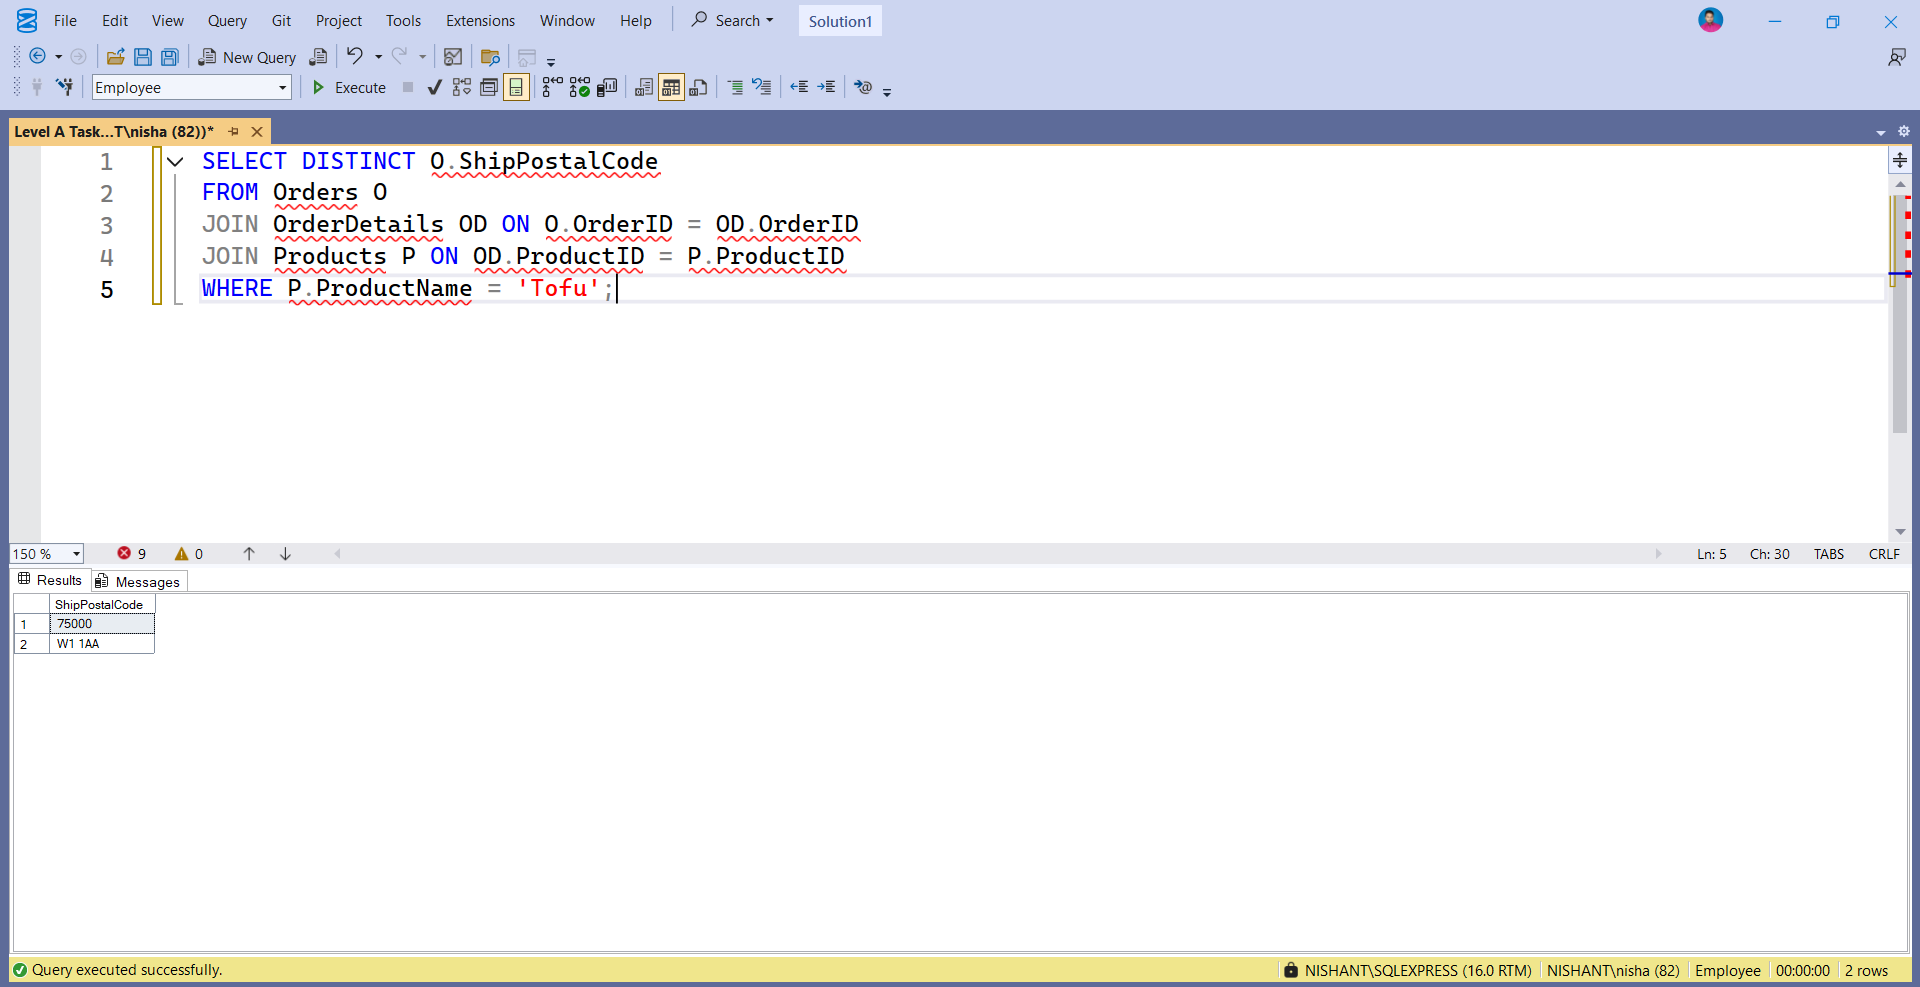 File Edit View Query Git Project Tools Extensions Window Help Search Solution1
New Query
Employee Execute
Level A Task...T\nisha (82))*
1 SELECT DISTINCT O.ShipPostalCode
2 FROM Orders O
3 JOIN OrderDetails OD ON O.OrderID = OD.OrderID
4 JOIN Products P ON OD.ProductID = P.ProductID
5 WHERE P.ProductName = 'Tofu';
150 % 9 0 Ln: 5 Ch: 30 TABS CRLF
Results Messages
ShipPostalCode
1 75000
2 W1 1AA
Query executed successfully. NISHANT\SQLEXPRESS (16.0 RTM) NISHANT\nisha (82) Employee 00:00:00 2 rows